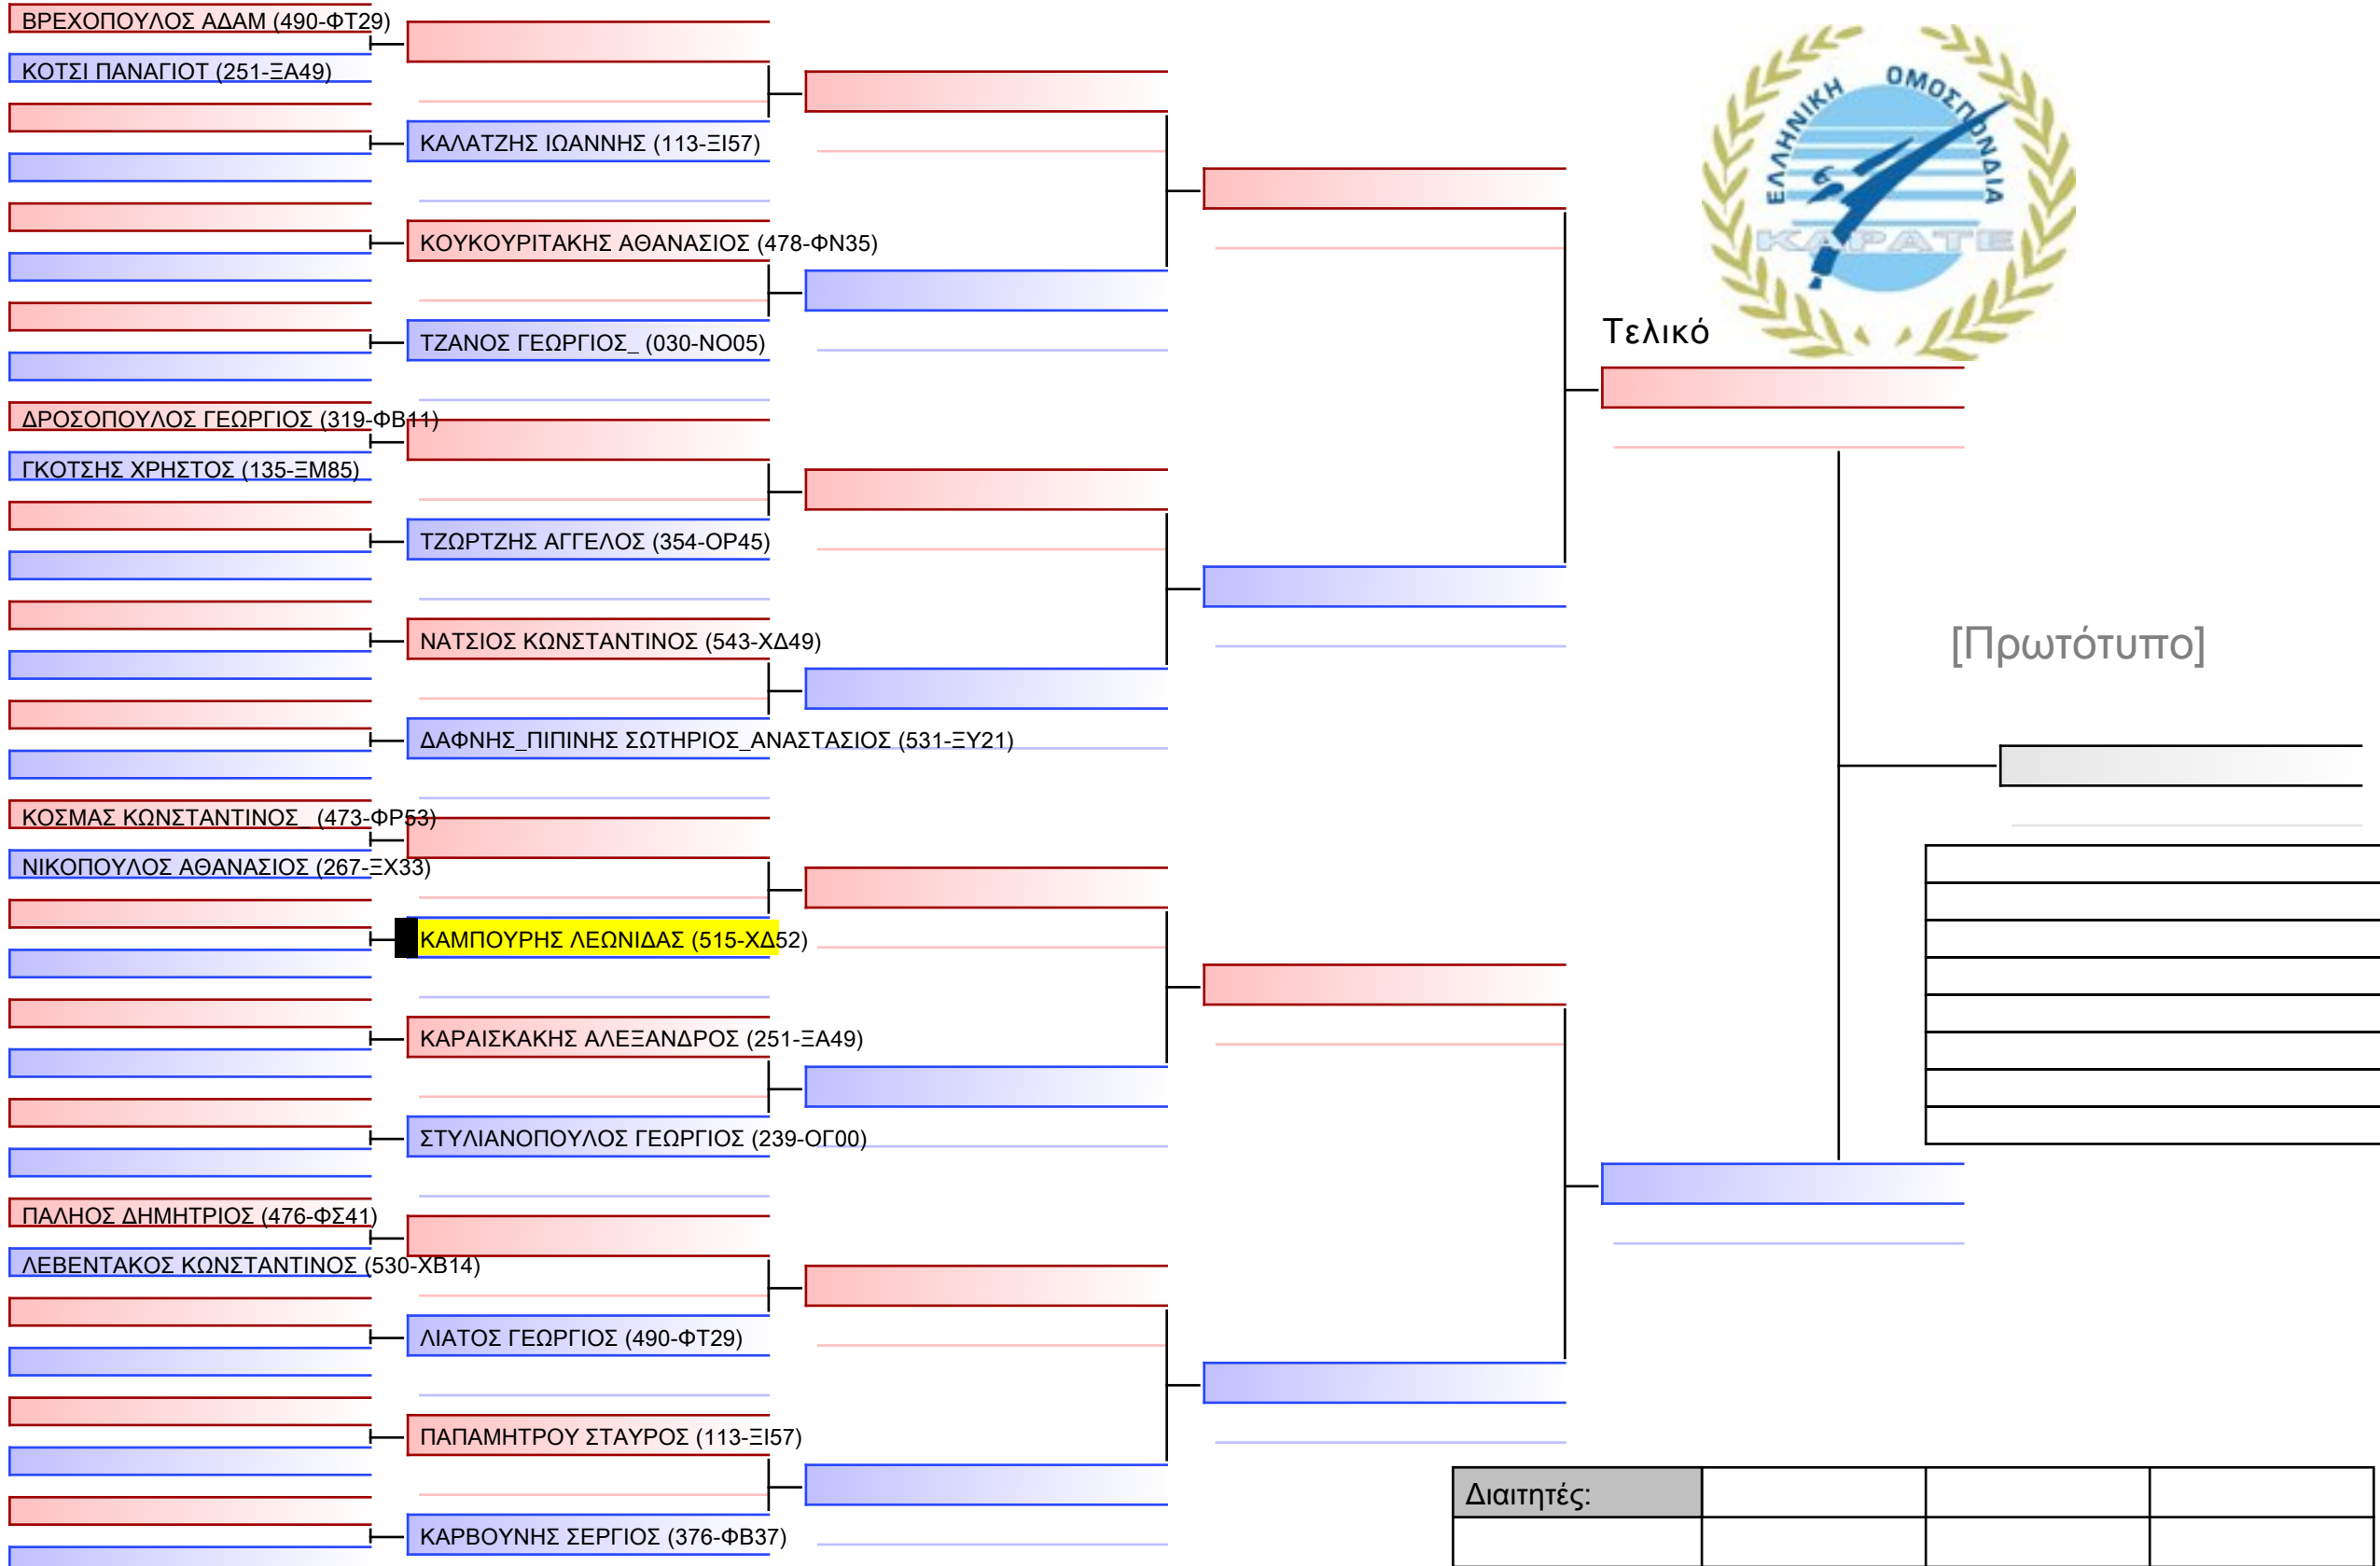 ΒΡΕΧΟΠΟΥΛΟΣ ΑΔΑΜ (490-ΦΤ29)
ΚΟΤΣΙ ΠΑΝΑΓΙΟΤ (251-ΞΑ49)
ΚΑΛΑΤΖΗΣ ΙΩΑΝΝΗΣ (113-ΞΙ57)
ΚΟΥΚΟΥΡΙΤΑΚΗΣ ΑΘΑΝΑΣΙΟΣ (478-ΦΝ35)
ΤΖΑΝΟΣ ΓΕΩΡΓΙΟΣ_ (030-ΝΟ05)
ΔΡΟΣΟΠΟΥΛΟΣ ΓΕΩΡΓΙΟΣ (319-ΦΒ11)
ΓΚΟΤΣΗΣ ΧΡΗΣΤΟΣ (135-ΞΜ85)
ΤΖΩΡΤΖΗΣ ΑΓΓΕΛΟΣ (354-ΟΡ45)
ΝΑΤΣΙΟΣ ΚΩΝΣΤΑΝΤΙΝΟΣ (543-ΧΔ49)
ΔΑΦΝΗΣ_ΠΙΠΙΝΗΣ ΣΩΤΗΡΙΟΣ_ΑΝΑΣΤΑΣΙΟΣ (531-ΞΥ21)
ΚΟΣΜΑΣ ΚΩΝΣΤΑΝΤΙΝΟΣ_ (473-ΦΡ53)
ΝΙΚΟΠΟΥΛΟΣ ΑΘΑΝΑΣΙΟΣ (267-ΞΧ33)
ΚΑΜΠΟΥΡΗΣ ΛΕΩΝΙΔΑΣ (515-ΧΔ52)
ΚΑΡΑΙΣΚΑΚΗΣ ΑΛΕΞΑΝΔΡΟΣ (251-ΞΑ49)
ΣΤΥΛΙΑΝΟΠΟΥΛΟΣ ΓΕΩΡΓΙΟΣ (239-ΟΓ00)
ΠΑΛΗΟΣ ΔΗΜΗΤΡΙΟΣ (476-ΦΣ41)
ΛΕΒΕΝΤΑΚΟΣ ΚΩΝΣΤΑΝΤΙΝΟΣ (530-ΧΒ14)
ΛΙΑΤΟΣ ΓΕΩΡΓΙΟΣ (490-ΦΤ29)
ΠΑΠΑΜΗΤΡΟΥ ΣΤΑΥΡΟΣ (113-ΞΙ57)
ΚΑΡΒΟΥΝΗΣ ΣΕΡΓΙΟΣ (376-ΦΒ37)
ΕΛΛΗΝΙΚΗ ΟΜΟΣΠΟΝΔΙΑ
ΚΑΡΑΤΕ
Τελικό
[Πρωτότυπο]
Διαιτητές: